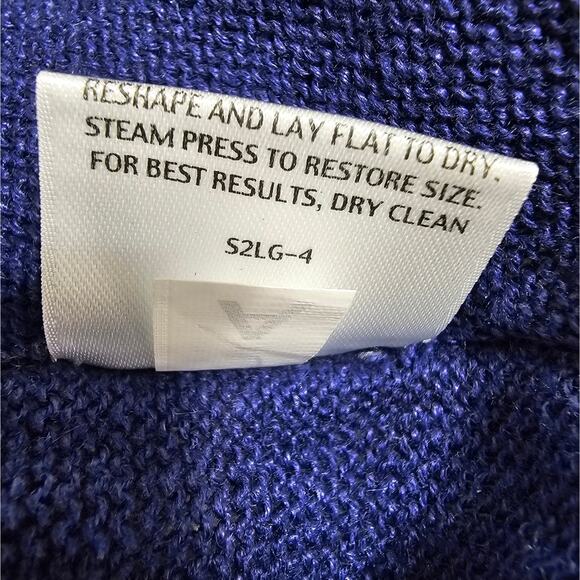 RESHAPE AND LAY FLAT TO DRY.
STEAM PRESS TO RESTORE SIZE.
FOR BEST RESULTS, DRY CLEAN
S2LG-4